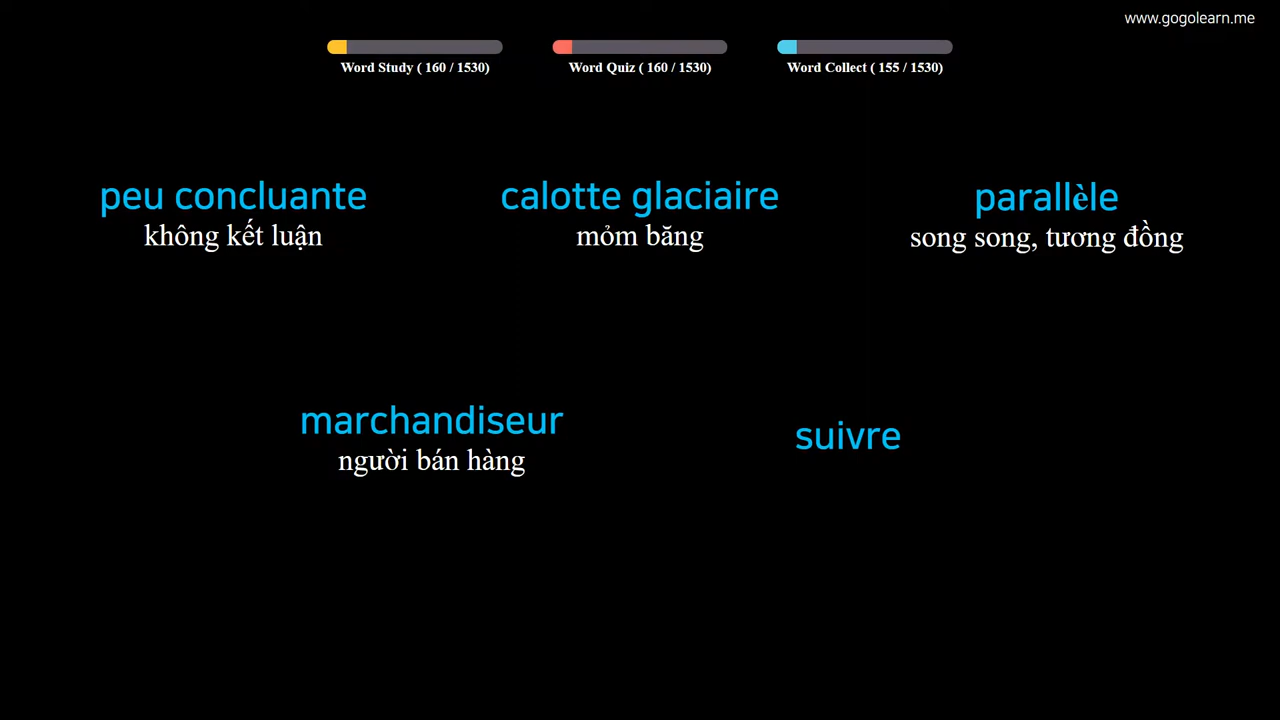 www.gogolearn.me
Word Study ( 160 / 1530)
Word Quiz ( 160 / 1530)
Word Collect ( 155 / 1530)
peu concluante
không kết luận
calotte glaciaire
mỏm băng
parallèle
song song, tương đồng
marchandiseur
người bán hàng
suivre